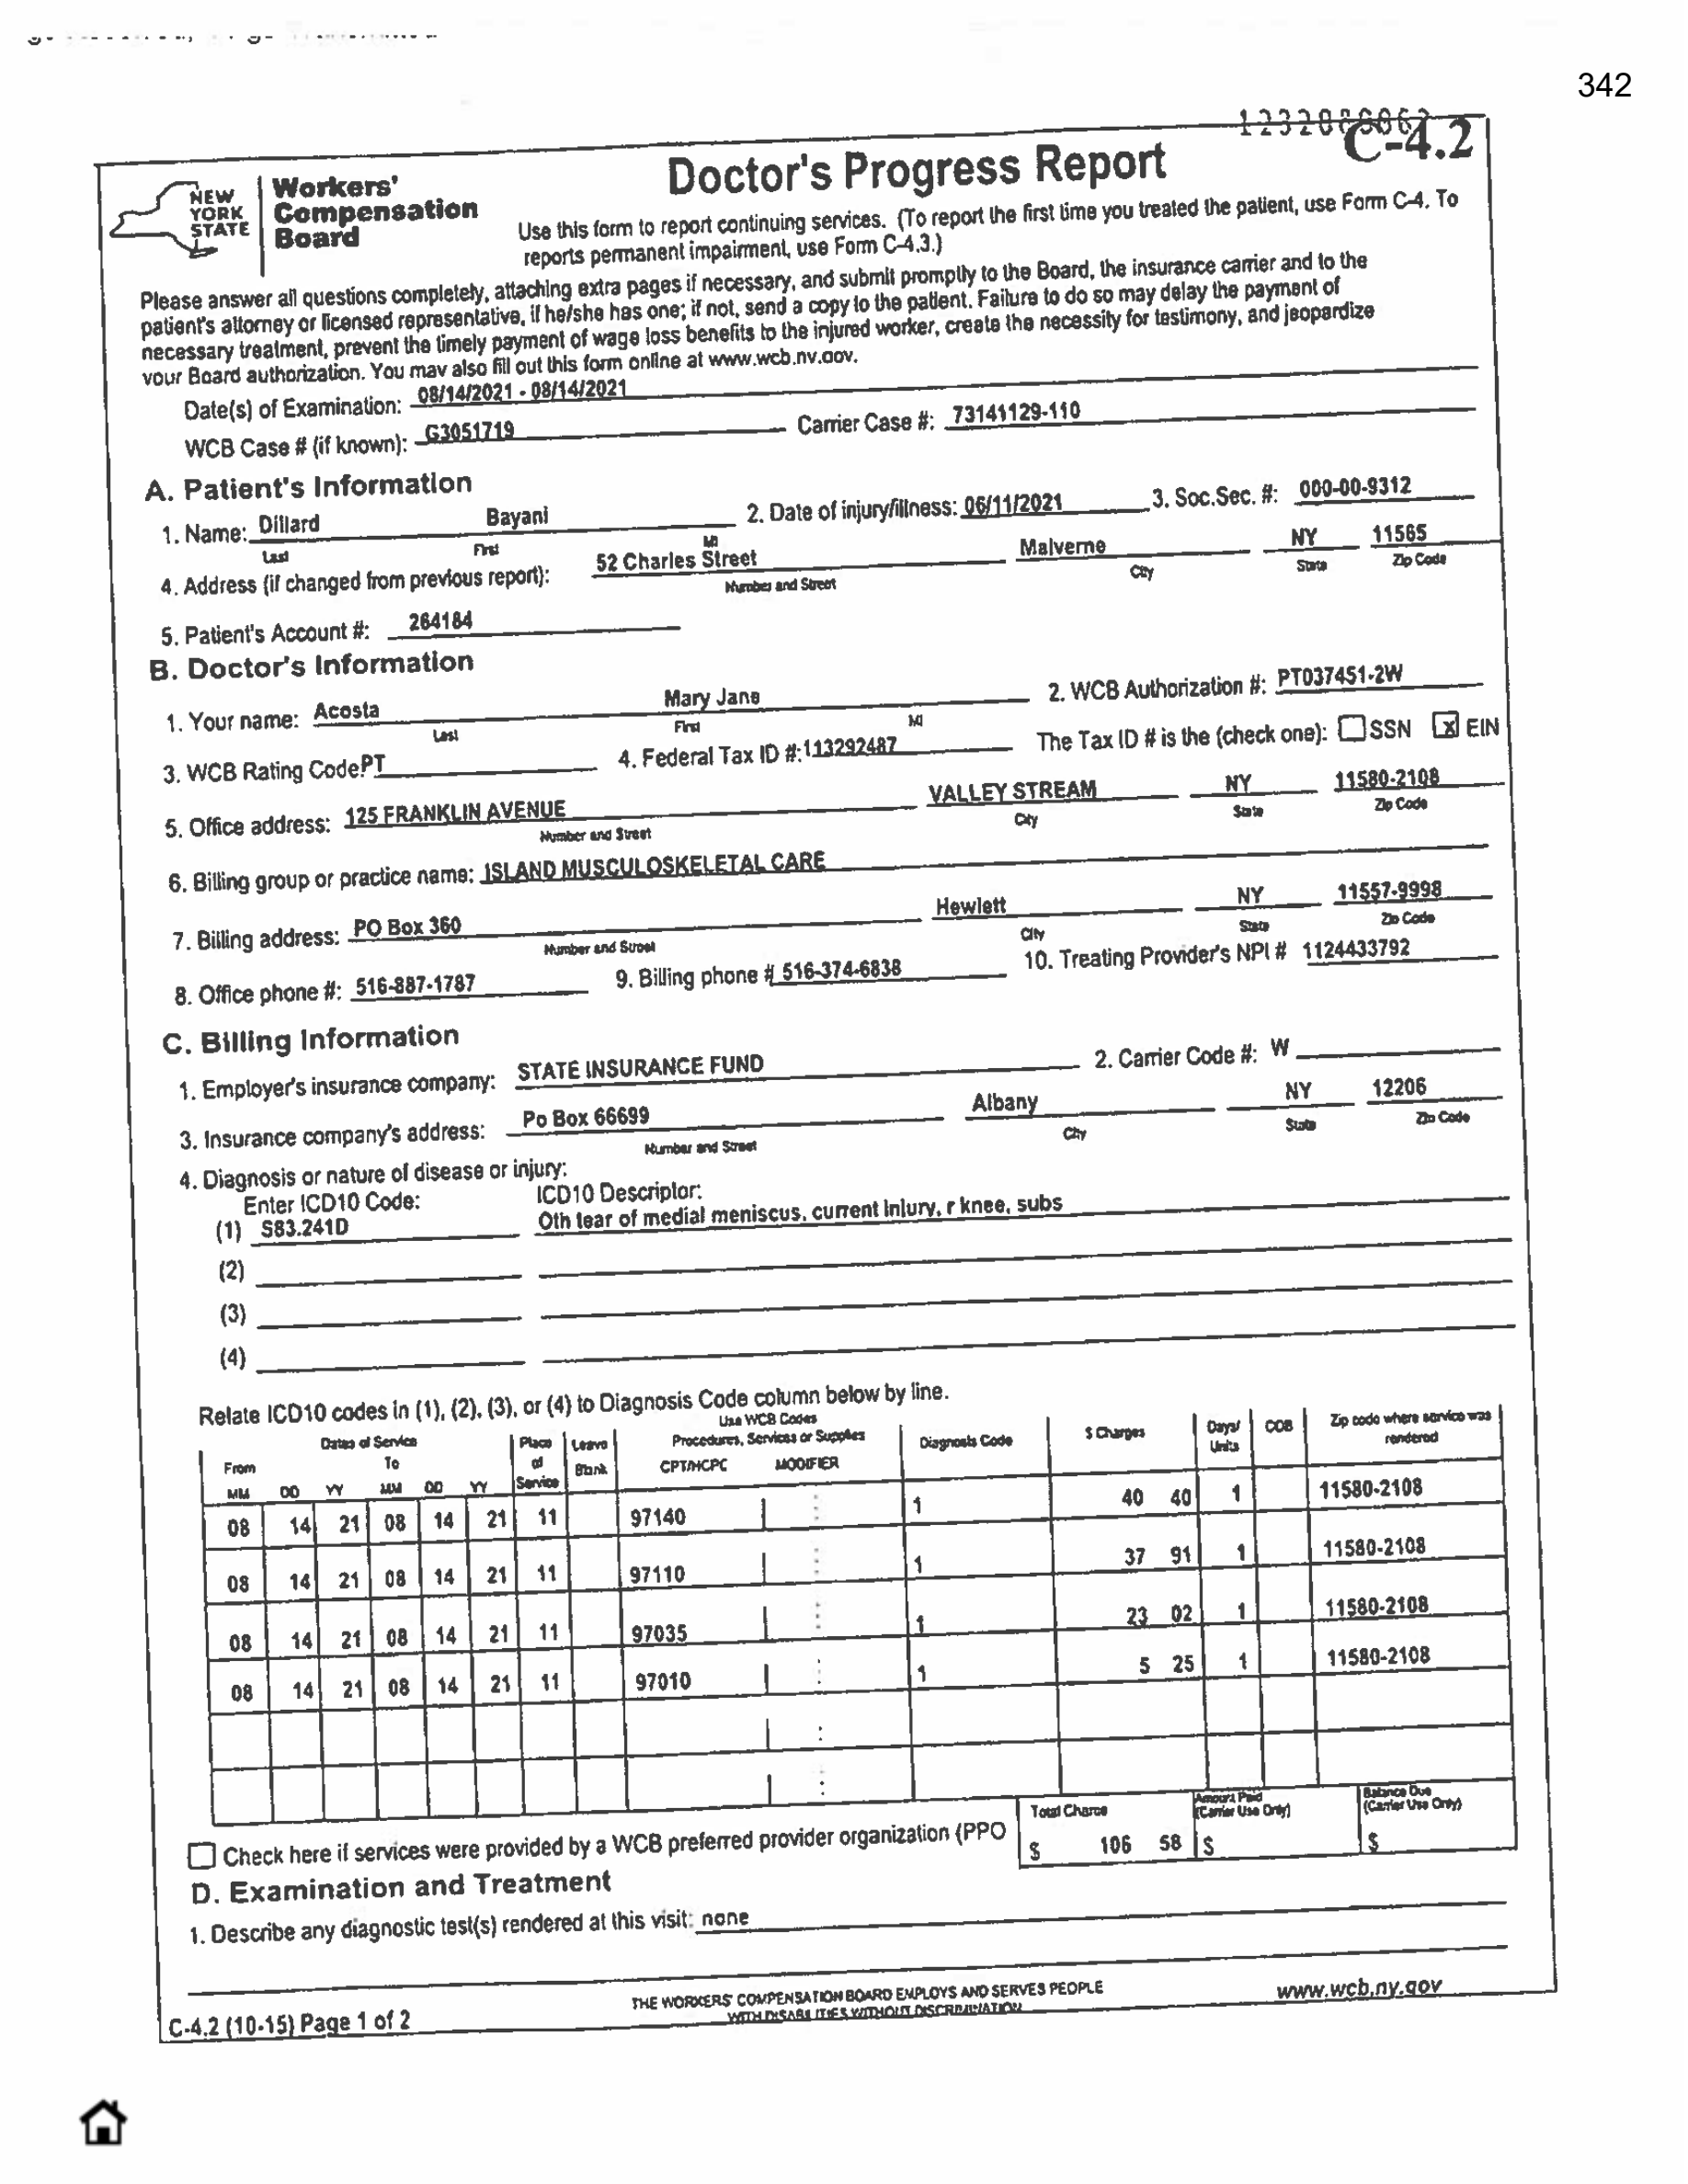 342
C-4.2
NEW YORK STATE
Workers' Compensation Board
Doctor's Progress Report
Use this form to report continuing services. (To report the first time you treated the patient, use Form C-4. To
reports permanent impairment, use Form C-4.3.)
Please answer all questions completely, attaching extra pages if necessary, and submit promptly to the Board, the insurance carrier and to the
patient's attorney or licensed representative, if he/she has one; if not, send a copy to the patient. Failure to do so may delay the payment of
necessary treatment, prevent the timely payment of wage loss benefits to the injured worker, create the necessity for testimony, and jeopardize
your Board authorization. You may also fill out this form online at www.wcb.ny.gov.
Date(s) of Examination: 08/14/2021 - 08/14/2021
WCB Case # (if known): G3051719 Carrier Case #: 73141129-110
A. Patient's Information
1. Name: Dillard Bayani 2. Date of injury/illness: 06/11/2021 3. Soc.Sec. #: 000-00-9312
Last First MI
4. Address (if changed from previous report): 52 Charles Street Malverne NY 11565
Number and Street City State Zip Code
5. Patient's Account #: 264184
B. Doctor's Information
1. Your name: Acosta Mary Jane 2. WCB Authorization #: PT037451-2W
Last First MI
3. WCB Rating Code: PT 4. Federal Tax ID #: 113292487 The Tax ID # is the (check one): SSN X EIN
5. Office address: 125 FRANKLIN AVENUE VALLEY STREAM NY 11580-2108
Number and Street City State Zip Code
6. Billing group or practice name: ISLAND MUSCULOSKELETAL CARE
7. Billing address: PO Box 360 Hewlett NY 11557-9998
Number and Street City State Zip Code
8. Office phone #: 516-887-1787 9. Billing phone # 516-374-6838 10. Treating Provider's NPI # 1124433792
C. Billing Information
1. Employer's insurance company: STATE INSURANCE FUND 2. Carrier Code #: W
3. Insurance company's address: Po Box 66699 Albany NY 12206
Number and Street City State Zip Code
4. Diagnosis or nature of disease or injury:
Enter ICD10 Code: ICD10 Descriptor:
(1) S83.241D Oth tear of medial meniscus, current injury, r knee, subs
(2)
(3)
(4)
Relate ICD10 codes in (1), (2), (3), or (4) to Diagnosis Code column below by line.
Dates of Service Place of Service Leave Blank Use WCB Codes Procedures, Services or Supplies Diagnosis Code $ Charges Days/ Units COB Zip code where service was rendered
From To CPT/HCPC MODIFIER
MM DD YY MM DD YY
08 14 21 08 14 21 11 97140 1 40 40 1 11580-2108
08 14 21 08 14 21 11 97110 1 37 91 1 11580-2108
08 14 21 08 14 21 11 97035 1 23 02 1 11580-2108
08 14 21 08 14 21 11 97010 1 5 25 1 11580-2108
Total Charge Amount Paid (Carrier Use Only) Balance Due (Carrier Use Only)
Check here if services were provided by a WCB preferred provider organization (PPO $ 106 58 $ $
D. Examination and Treatment
1. Describe any diagnostic test(s) rendered at this visit: none
THE WORKERS' COMPENSATION BOARD EMPLOYS AND SERVES PEOPLE
WITH DISABILITIES WITHOUT DISCRIMINATION
www.wcb.ny.gov
C-4.2 (10-15) Page 1 of 2